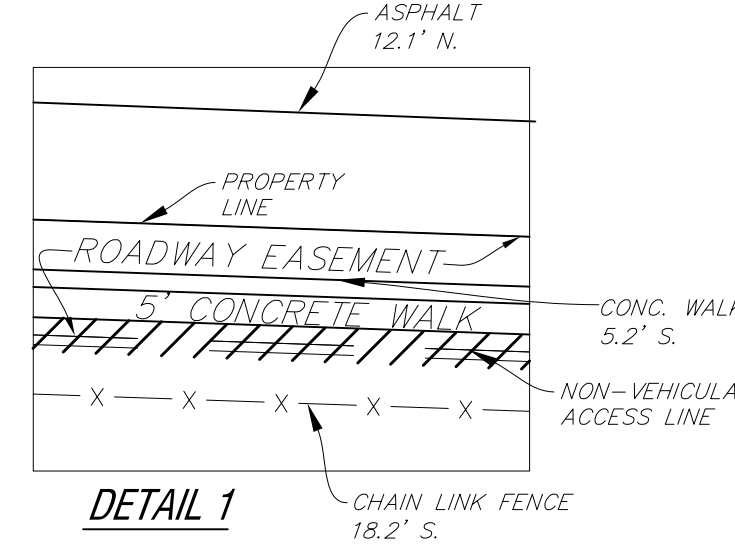 ASPHALT
12.1' N.
PROPERTY
LINE
ROADWAY EASEMENT
5' CONCRETE WALK
CONC. WALK
5.2' S.
NON-VEHICULA
ACCESS LINE
X X X X X
CHAIN LINK FENCE
18.2' S.
DETAIL 1